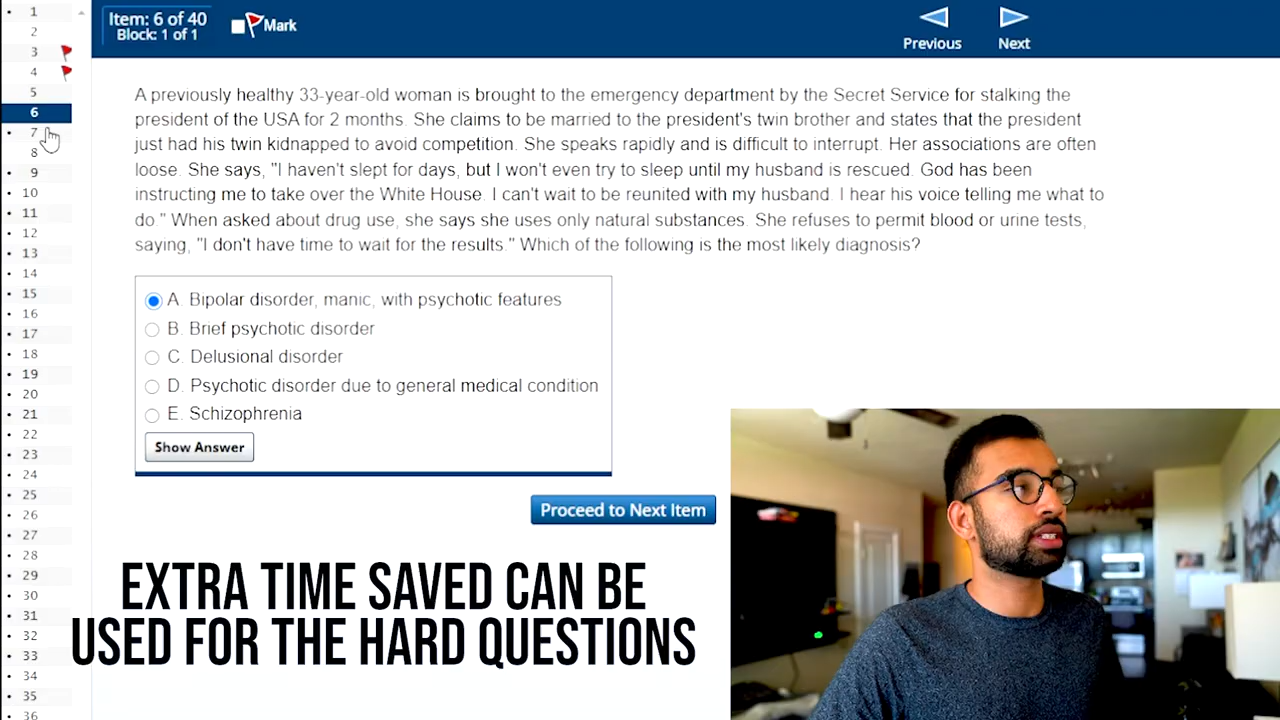 Item: 6 of 40
Block: 1 of 1
Mark
Previous
Next
1
2
3
4
5
6
7
8
9
10
11
12
13
14
15
16
17
18
19
20
21
22
23
24
25
26
27
28
29
30
31
32
33
34
35
36
A previously healthy 33-year-old woman is brought to the emergency department by the Secret Service for stalking the
president of the USA for 2 months. She claims to be married to the president's twin brother and states that the president
just had his twin kidnapped to avoid competition. She speaks rapidly and is difficult to interrupt. Her associations are often
loose. She says, "I haven't slept for days, but I won't even try to sleep until my husband is rescued. God has been
instructing me to take over the White House. I can't wait to be reunited with my husband. I hear his voice telling me what to
do." When asked about drug use, she says she uses only natural substances. She refuses to permit blood or urine tests,
saying, "I don't have time to wait for the results." Which of the following is the most likely diagnosis?
A. Bipolar disorder, manic, with psychotic features
B. Brief psychotic disorder
C. Delusional disorder
D. Psychotic disorder due to general medical condition
E. Schizophrenia
Show Answer
Proceed to Next Item
EXTRA TIME SAVED CAN BE
USED FOR THE HARD QUESTIONS